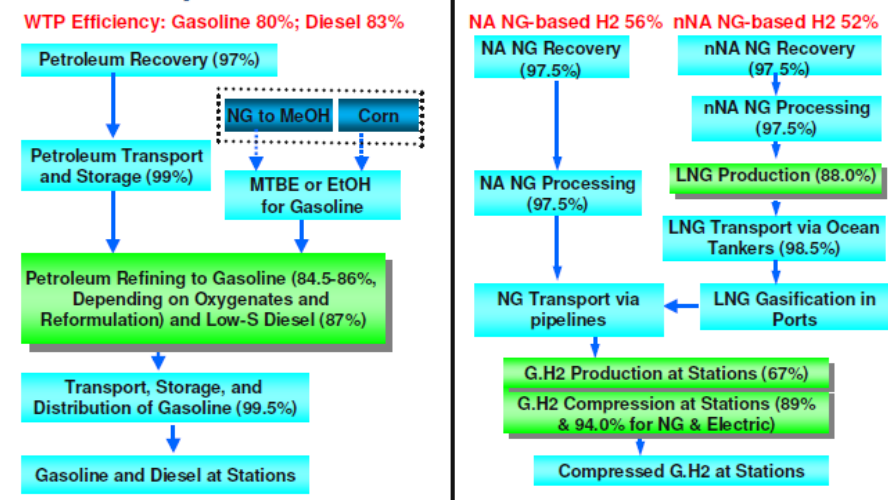 WTP Efficiency: Gasoline 80%; Diesel 83%
Petroleum Recovery (97%)
NG to MeOH
Corn
Petroleum Transport
and Storage (99%)
MTBE or EtOH
for Gasoline
Petroleum Refining to Gasoline (84.5-86%,
Depending on Oxygenates and
Reformulation) and Low-S Diesel (87%)
Transport, Storage, and
Distribution of Gasoline (99.5%)
Gasoline and Diesel at Stations
NA NG-based H2 56%
nNA NG-based H2 52%
NA NG Recovery
(97.5%)
nNA NG Recovery
(97.5%)
nNA NG Processing
(97.5%)
NA NG Processing
(97.5%)
LNG Production (88.0%)
LNG Transport via Ocean
Tankers (98.5%)
NG Transport via
pipelines
LNG Gasification in
Ports
G.H2 Production at Stations (67%)
G.H2 Compression at Stations (89%
& 94.0% for NG & Electric)
Compressed G.H2 at Stations